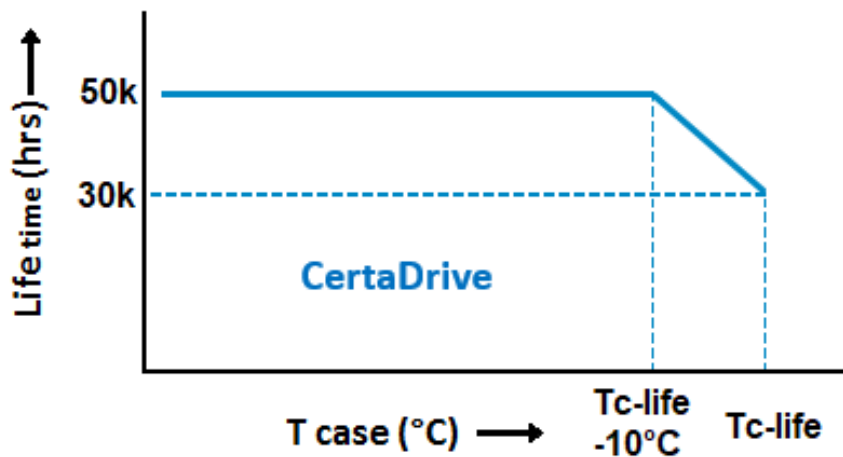 Life time (hrs)
50k
30k
CertaDrive
T case (°C)
Tc-life
-10°C
Tc-life